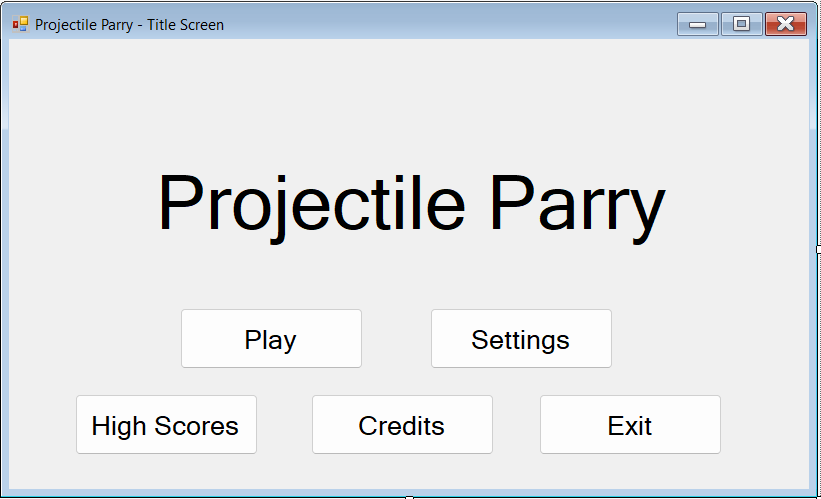 Projectile Parry - Title Screen
Projectile Parry
Play Settings
High Scores Credits Exit